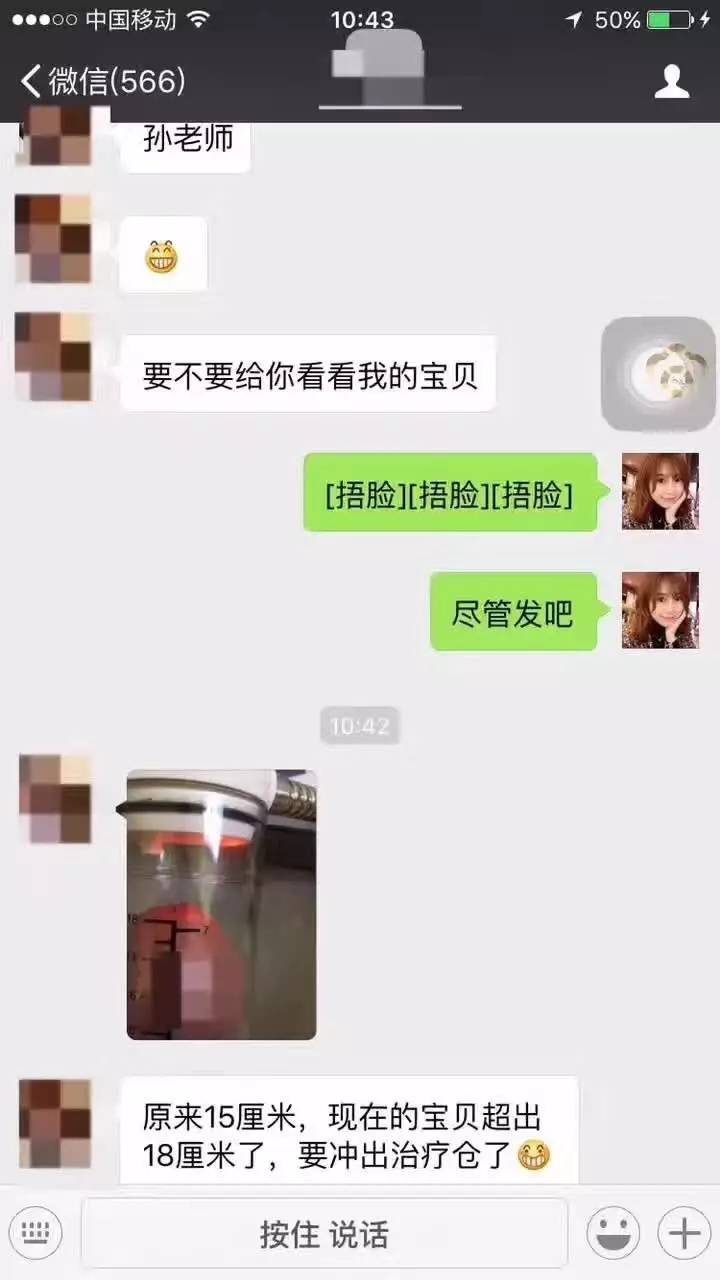 中国移动
10:43
50%
微信(566)
孙老师
要不要给你看看我的宝贝
[捂脸][捂脸][捂脸]
尽管发吧
10:42
18
7
6
原来15厘米，现在的宝贝超出
18厘米了，要冲出治疗仓了
按住 说话